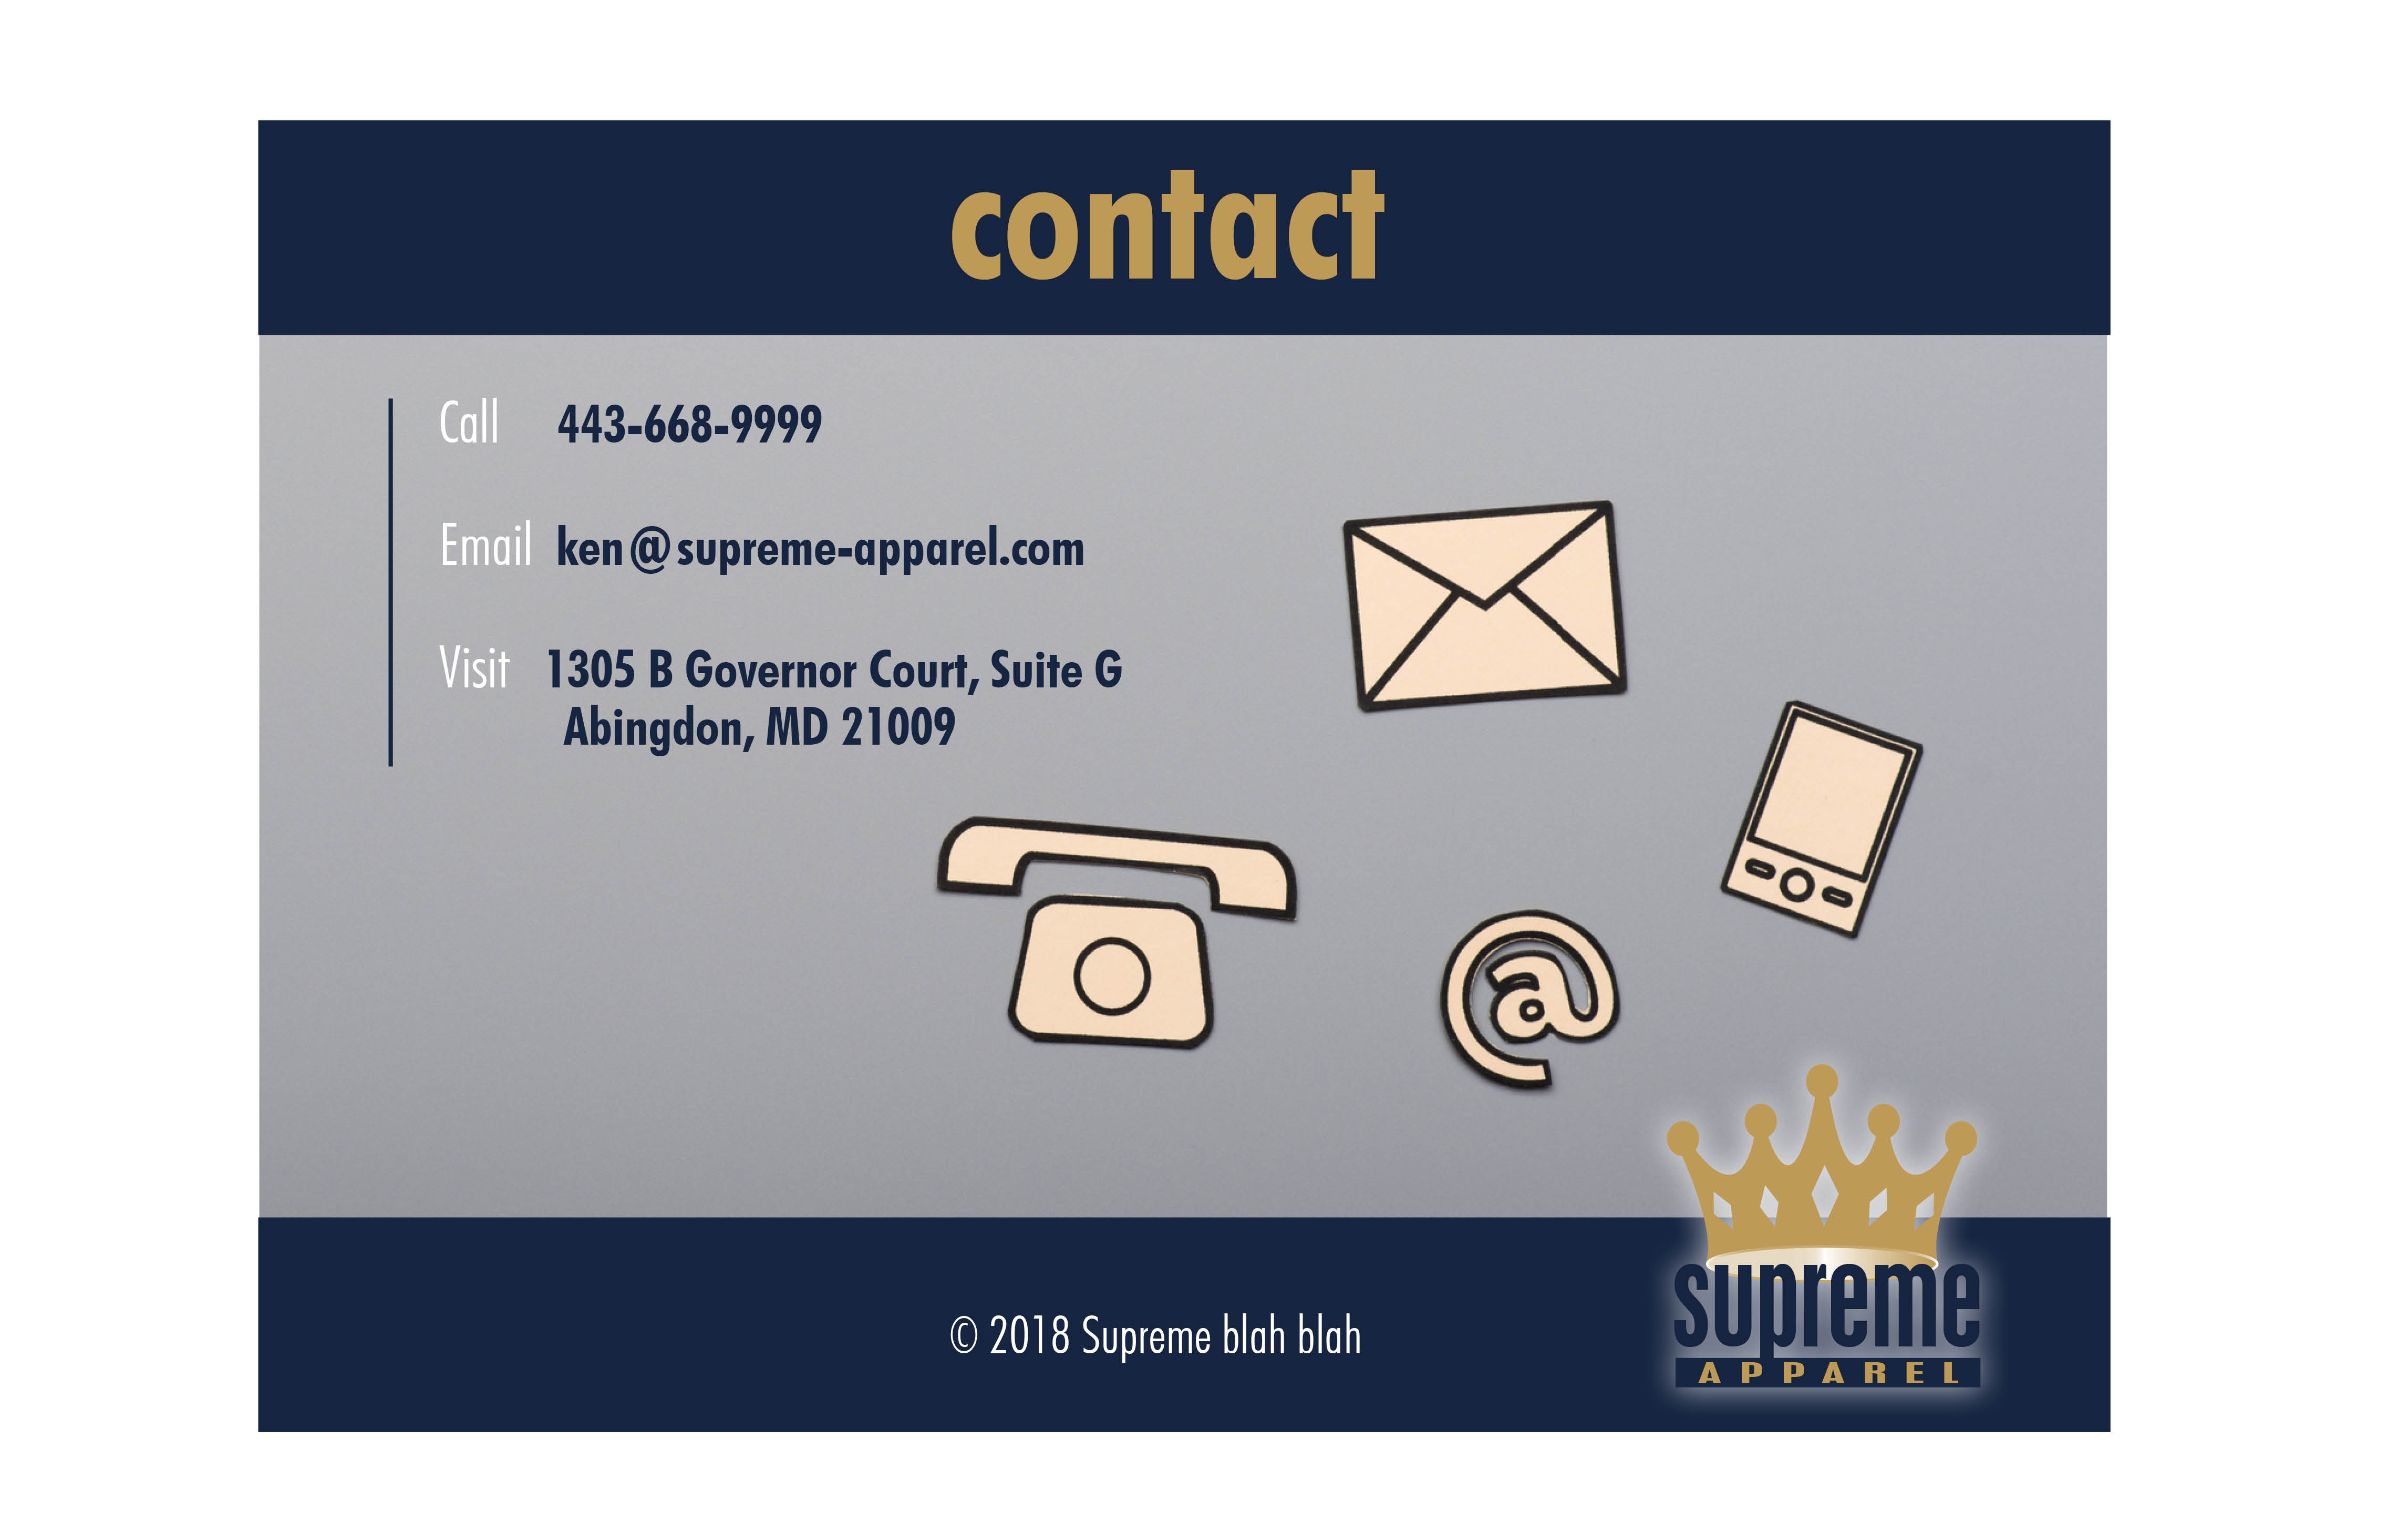 contact
Call 443-668-9999
Email ken@supreme-apparel.com
Visit 1305 B Governor Court, Suite G
Abingdon, MD 21009
@
© 2018 Supreme blah blah
supreme
APPAREL